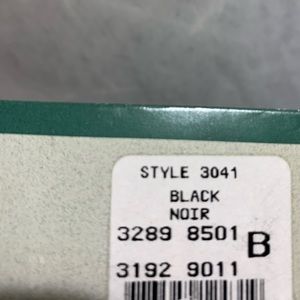 STYLE 3041
BLACK
NOIR
3289 8501
B
3192 9011